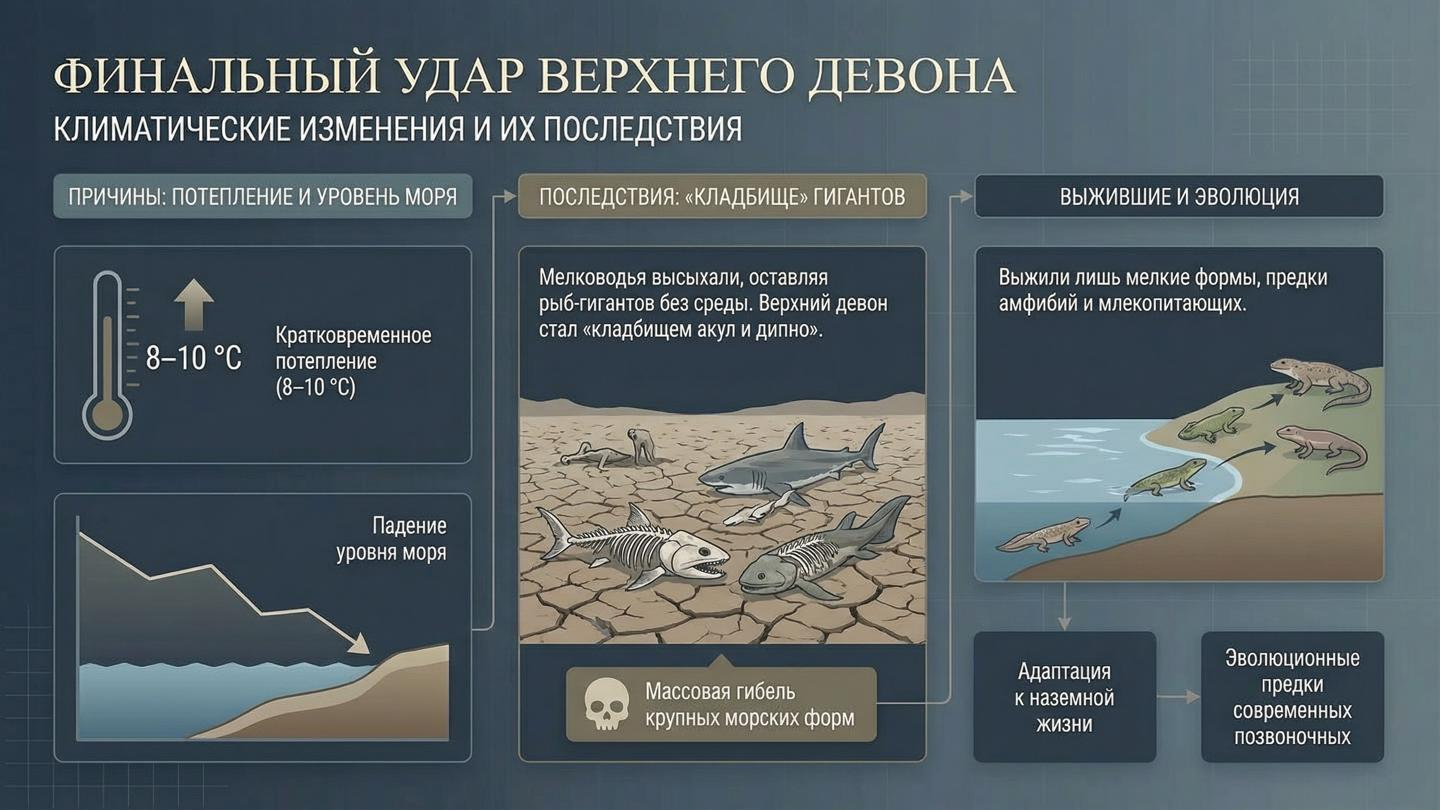 ФИНАЛЬНЫЙ УДАР ВЕРХНЕГО ДЕВОНА
КЛИМАТИЧЕСКИЕ ИЗМЕНЕНИЯ И ИХ ПОСЛЕДСТВИЯ
ПРИЧИНЫ: ПОТЕПЛЕНИЕ И УРОВЕНЬ МОРЯ
8–10 °C
Кратковременное
потепление
(8–10 °C)
Падение
уровня моря
ПОСЛЕДСТВИЯ: «КЛАДБИЩЕ» ГИГАНТОВ
Мелководья высыхали, оставляя
рыб-гигантов без среды. Верхний девон
стал «кладбищем акул и дипно».
Массовая гибель
крупных морских форм
ВЫЖИВШИЕ И ЭВОЛЮЦИЯ
Выжили лишь мелкие формы, предки
амфибий и млекопитающих.
Адаптация
к наземной
жизни
Эволюционные
предки
современных
позвоночных